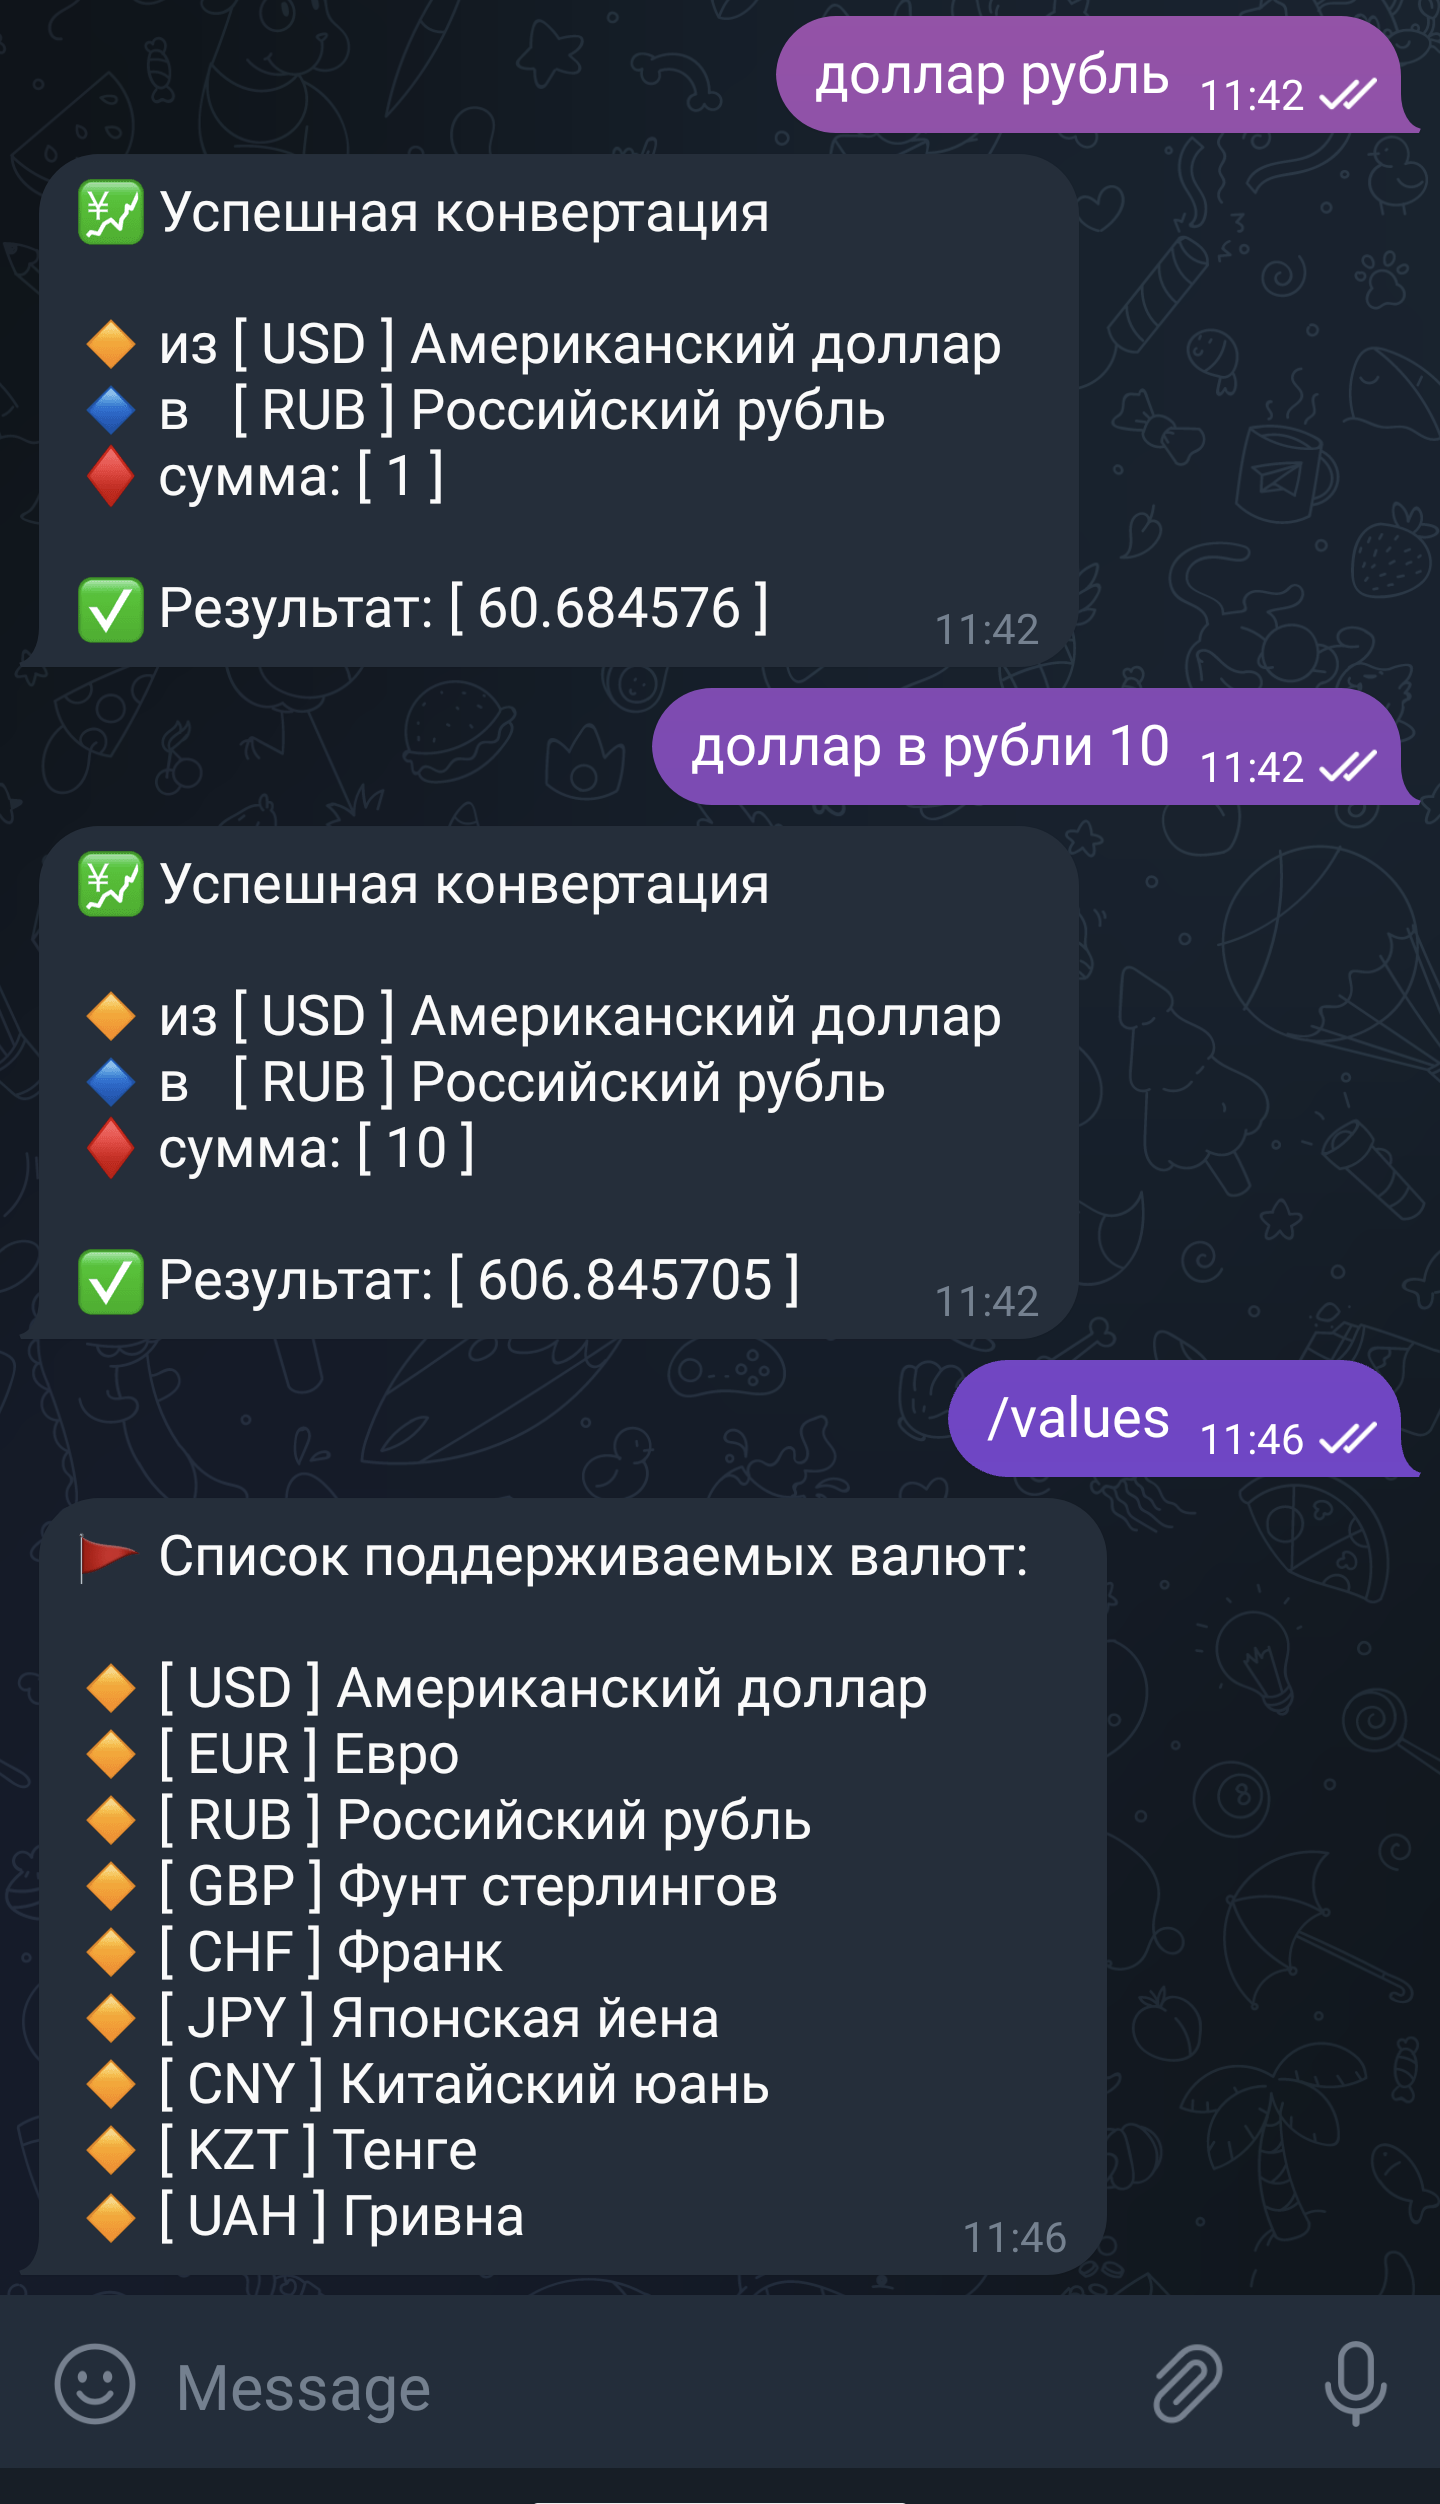 доллар рубль 11:42
Успешная конвертация
из [ USD ] Американский доллар
в [ RUB ] Российский рубль
сумма: [ 1 ]
Результат: [ 60.684576 ]
11:42
доллар в рубли 10 11:42
Успешная конвертация
из [ USD ] Американский доллар
в [ RUB ] Российский рубль
сумма: [ 10 ]
Результат: [ 606.845705 ]
11:42
/values 11:46
Список поддерживаемых валют:
[ USD ] Американский доллар
[ EUR ] Евро
[ RUB ] Российский рубль
[ GBP ] Фунт стерлингов
[ CHF ] Франк
[ JPY ] Японская йена
[ CNY ] Китайский юань
[ KZT ] Тенге
[ UAH ] Гривна
11:46
Message